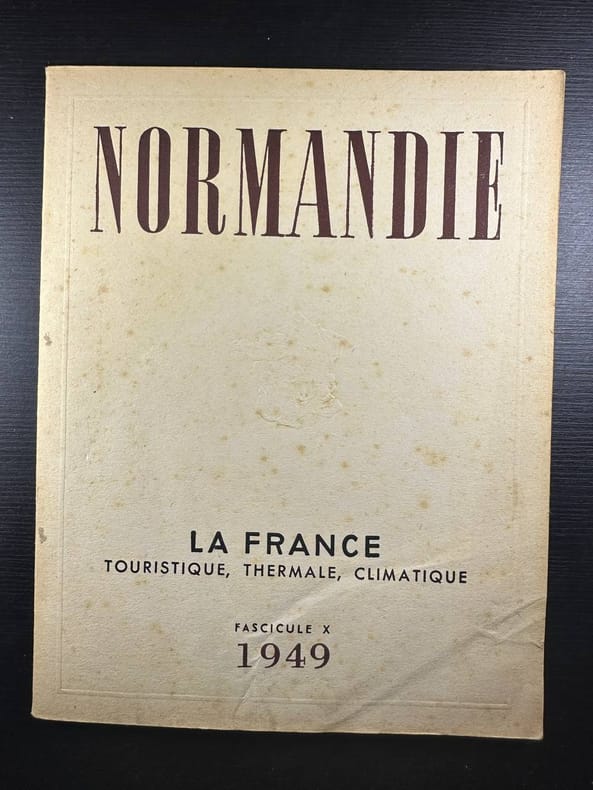 NORMANDIE
LA FRANCE
TOURISTIQUE, THERMALE, CLIMATIQUE
FASCICULE X
1949